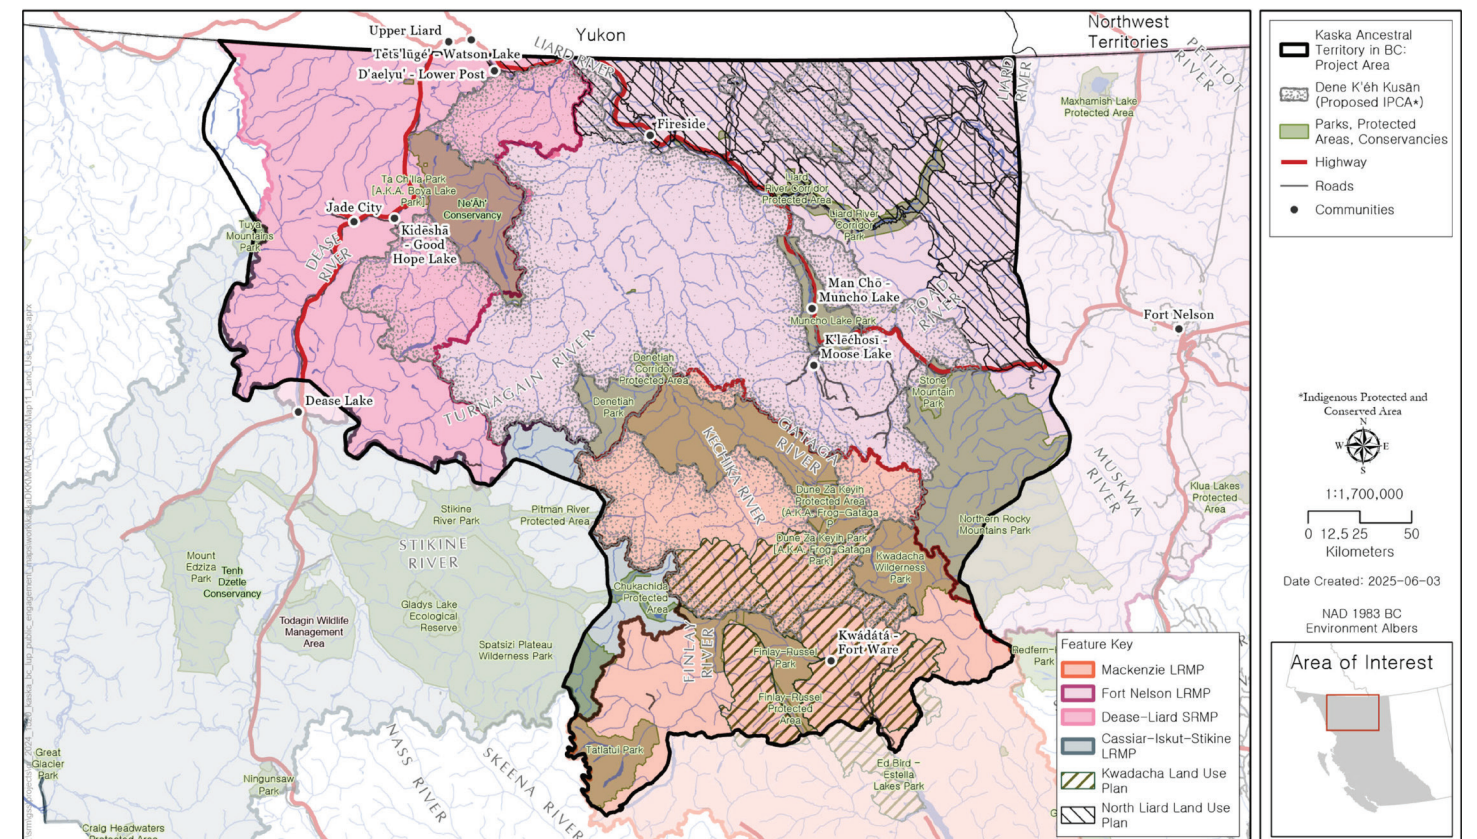 Upper Liard
Yukon
Northwest
Territories
LIARD RIVER
LIARD
RIVER
PETITOT
RIVER
D'aelyu' - Lower Post
Fireside
Maxhamish Lake
Protected Area
Ta Ch'ila Park
[A.K.A. Boya Lake
Park]
Ne'Āh'
Conservancy
Liard
River Corridor
Protected Area
Liard River
Corridor
Park
Jade City
Tuya
Mountains
Park
DEASE
RIVER
Kidēshā
- Good
Hope Lake
Man Chō -
Muncho Lake
TOAD
RIVER
Muncho Lake Park
Fort Nelson
K'lēchosī -
Moose Lake
TURNAGAIN RIVER
Denetiah
Corridor
Protected Area
Denetiah
Park
Stone
Mountain
Park
Dease Lake
GATAGA
RIVER
KECHIKA RIVER
MUSKWA
RIVER
Klua Lakes
Protected
Area
Stikine
River Park
Pitman River
Protected Area
Dune Za Keyih
Protected Area
[A.K.A. Frog-Gataga
Dune Za Keyih Park
[A.K.A. Frog-Gataga
Park]
Northern Rocky
Mountains Park
STIKINE
RIVER
Mount
Edziza
Park
Tenh
Dzetle
Conservancy
Kwadacha
Wilderness
Park
Chukachida
Protected
Area
Gladys Lake
Ecological
Reserve
Todagin Wildlife
Management
Area
Spatsizi Plateau
Wilderness Park
FINLAY
RIVER
Finlay-Russel
Park
Kwádátá -
Fort Ware
Finlay-Russel
Protected
Area
Tatlatui Park
NASS RIVER
SKEENA RIVER
Great
Glacier
Park
Ningunsaw
Park
Craig Headwaters
Protected Area
Ed Bird -
Estella
Lakes Park
Park
Feature Key
Mackenzie LRMP
Fort Nelson LRMP
Dease-Liard SRMP
Cassiar-Iskut-Stikine
LRMP
Kwadacha Land Use
Plan
North Liard Land Use
Plan
Kaska Ancestral
Territory in BC:
Project Area
Dene K'éh Kusān
(Proposed IPCA*)
Parks, Protected
Areas, Conservancies
Highway
Roads
Communities
*Indigenous Protected and
Conserved Area
N
W E
S
1:1,700,000
0 12.5 25 50
Kilometers
Date Created: 2025-06-03
NAD 1983 BC
Environment Albers
Area of Interest